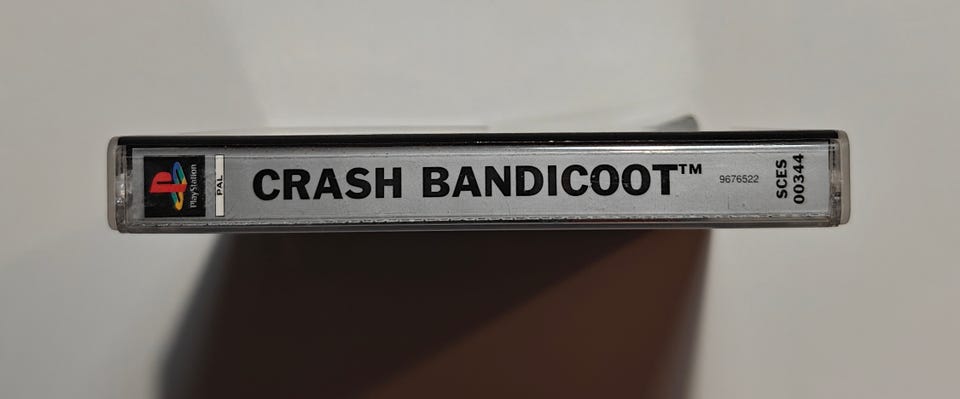 PlayStation
PAL
CRASH BANDICOOT™
9676522
SCES
00344